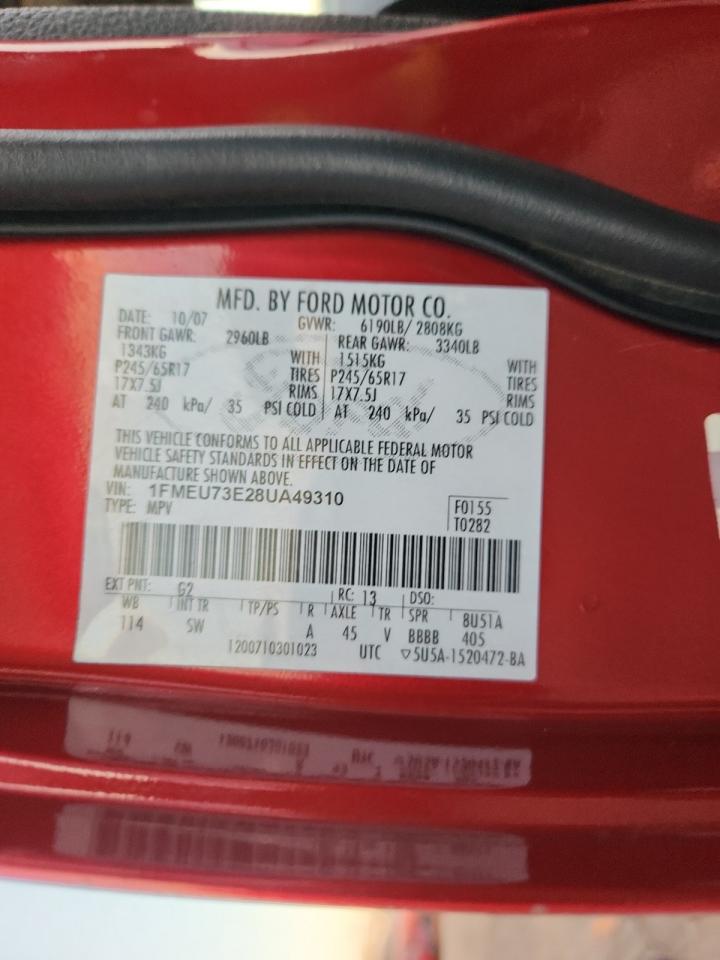 MFD. BY FORD MOTOR CO.
DATE: 10/07 GVWR: 6190LB/ 2808KG
FRONT GAWR: 2960LB REAR GAWR: 3340LB
1343KG WITH 1515KG WITH
P245/65R17 TIRES P245/65R17 TIRES
17X7.5J RIMS 17X7.5J RIMS
AT 240 kPa/ 35 PSI COLD AT 240 kPa/ 35 PSI COLD
THIS VEHICLE CONFORMS TO ALL APPLICABLE FEDERAL MOTOR
VEHICLE SAFETY STANDARDS IN EFFECT ON THE DATE OF
MANUFACTURE SHOWN ABOVE.
VIN: 1FMEU73E28UA49310 F0155
TYPE: MPV T0282
EXT PNT: G2 RC: 13 DSO:
WB INT TR TP/PS R AXLE TR SPR 8U51A
114 SW A 45 V BBBB 405
1200710301023 UTC ▽5U5A-1520472-BA